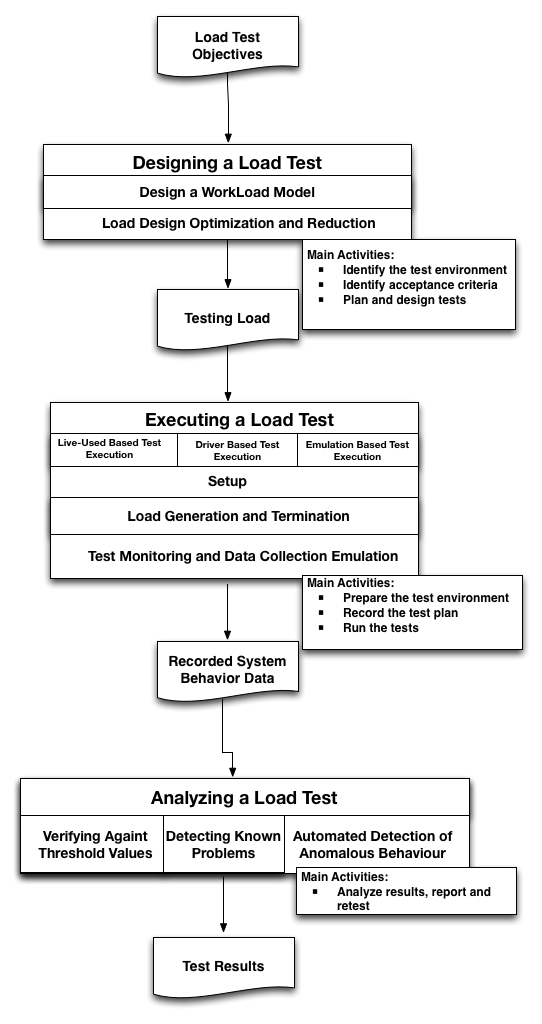 Load Test
Objectives
Designing a Load Test
Design a WorkLoad Model
Load Design Optimization and Reduction
Main Activities:
▪ Identify the test environment
▪ Identify acceptance criteria
▪ Plan and design tests
Testing Load
Executing a Load Test
Live-Used Based Test
Execution
Driver Based Test
Execution
Emulation Based Test
Execution
Setup
Load Generation and Termination
Test Monitoring and Data Collection Emulation
Main Activities:
▪ Prepare the test environment
▪ Record the test plan
▪ Run the tests
Recorded System
Behavior Data
Analyzing a Load Test
Verifying Againt
Threshold Values
Detecting Known
Problems
Automated Detection of
Anomalous Behaviour
Main Activities:
▪ Analyze results, report and
retest
Test Results